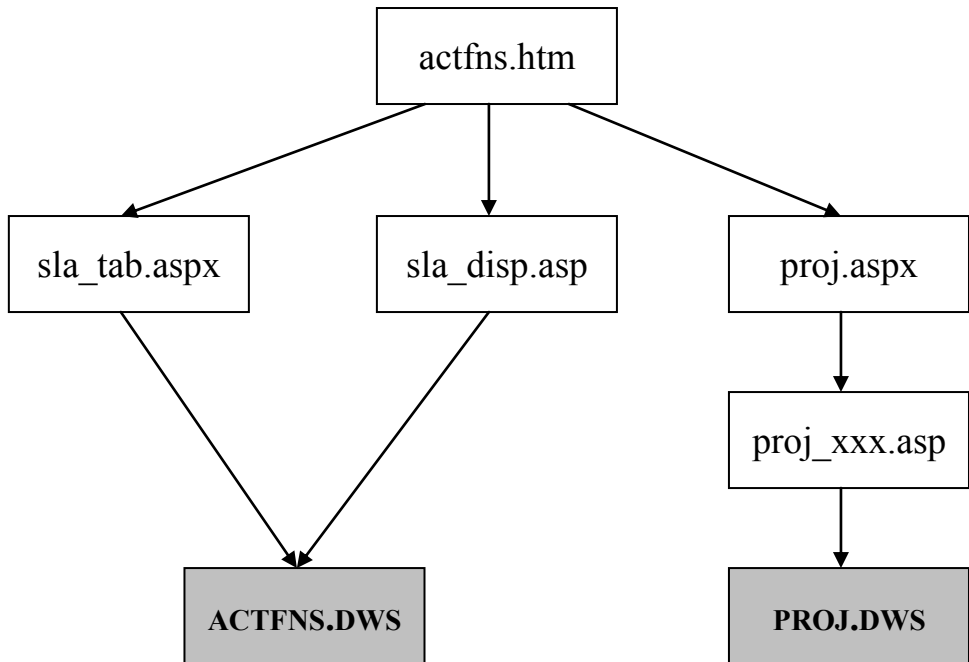 actfns.htm
sla_tab.aspx
sla_disp.asp
proj.aspx
proj_xxx.asp
ACTFNS.DWS
PROJ.DWS